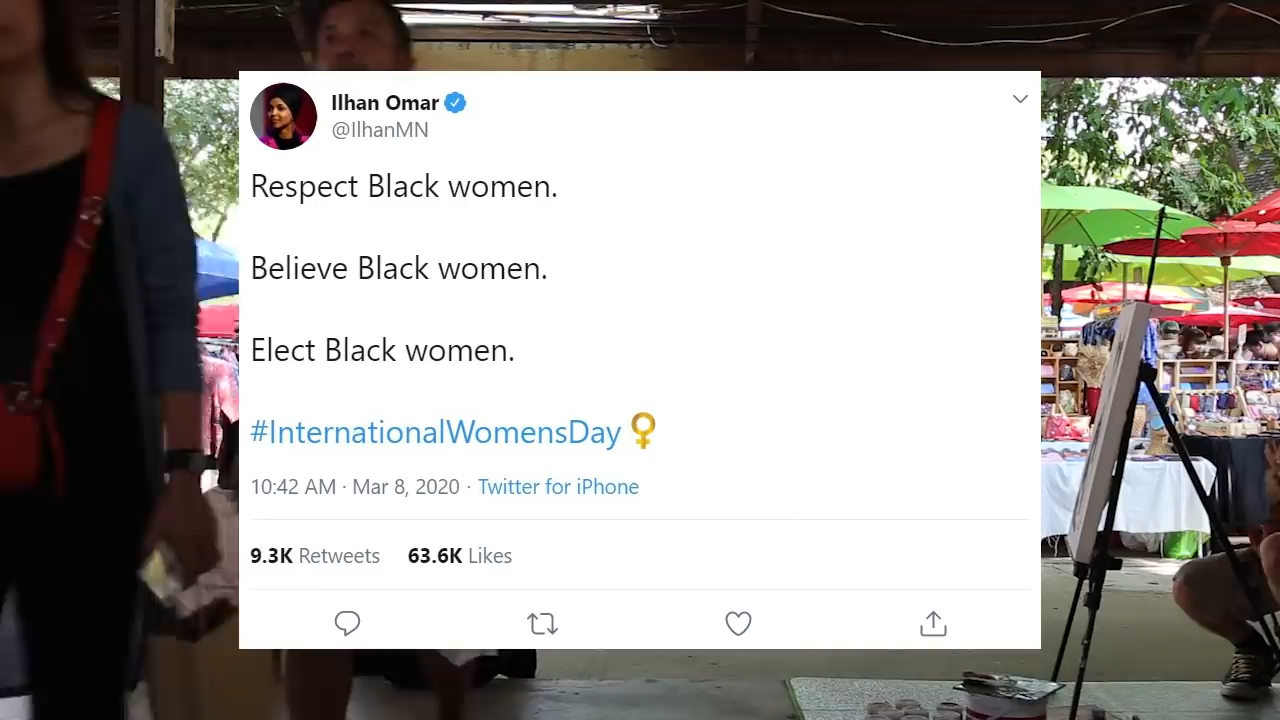 Ilhan Omar
@IlhanMN
Respect Black women.
Believe Black women.
Elect Black women.
#InternationalWomensDay
10:42 AM · Mar 8, 2020 · Twitter for iPhone
9.3K Retweets 63.6K Likes